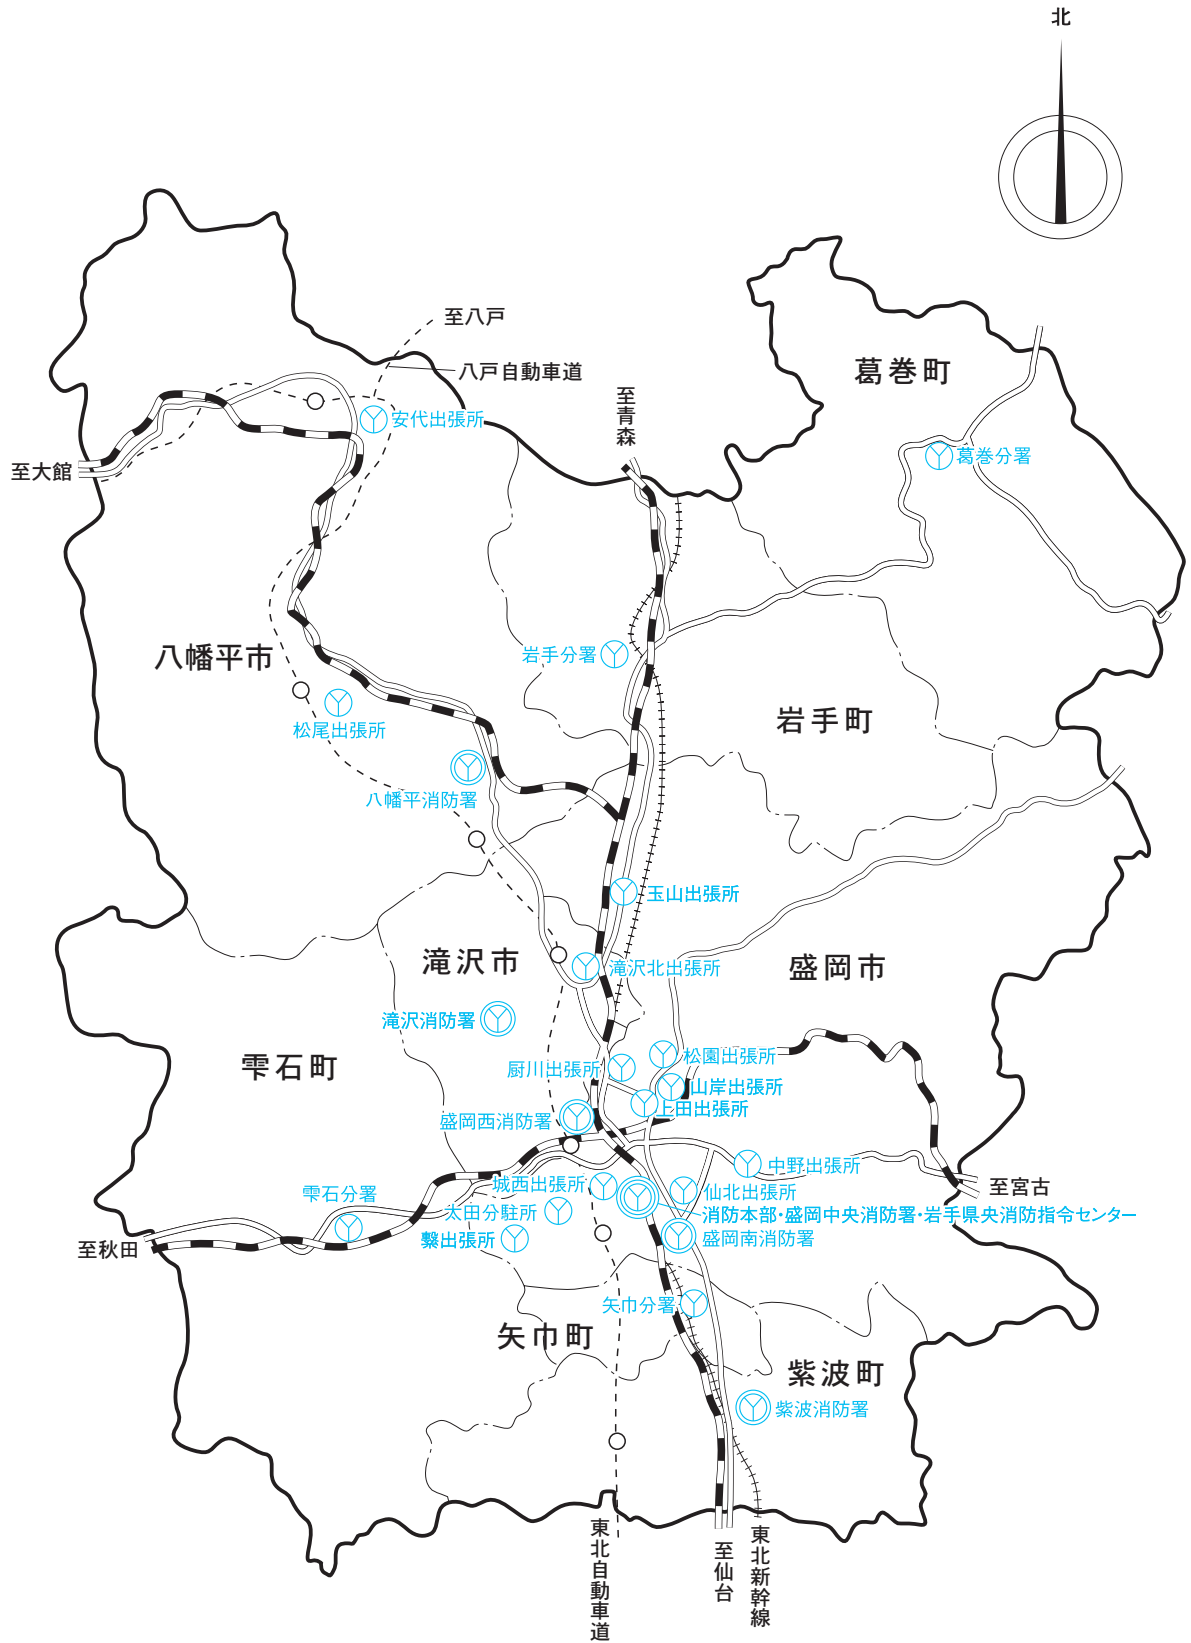 北
至八戸
八戸自動車道
葛巻町
至青森
安代出張所
葛巻分署
至大館
八幡平市
岩手分署
岩手町
松尾出張所
八幡平消防署
玉山出張所
滝沢市
滝沢北出張所
盛岡市
滝沢消防署
雫石町
松園出張所
厨川出張所
山岸出張所
上田出張所
盛岡西消防署
中野出張所
城西出張所
至宮古
雫石分署
仙北出張所
太田分駐所
消防本部・盛岡中央消防署・岩手県央消防指令センター
繋出張所
盛岡南消防署
至秋田
矢巾分署
矢巾町
紫波町
紫波消防署
東北自動車道
至仙台
東北新幹線